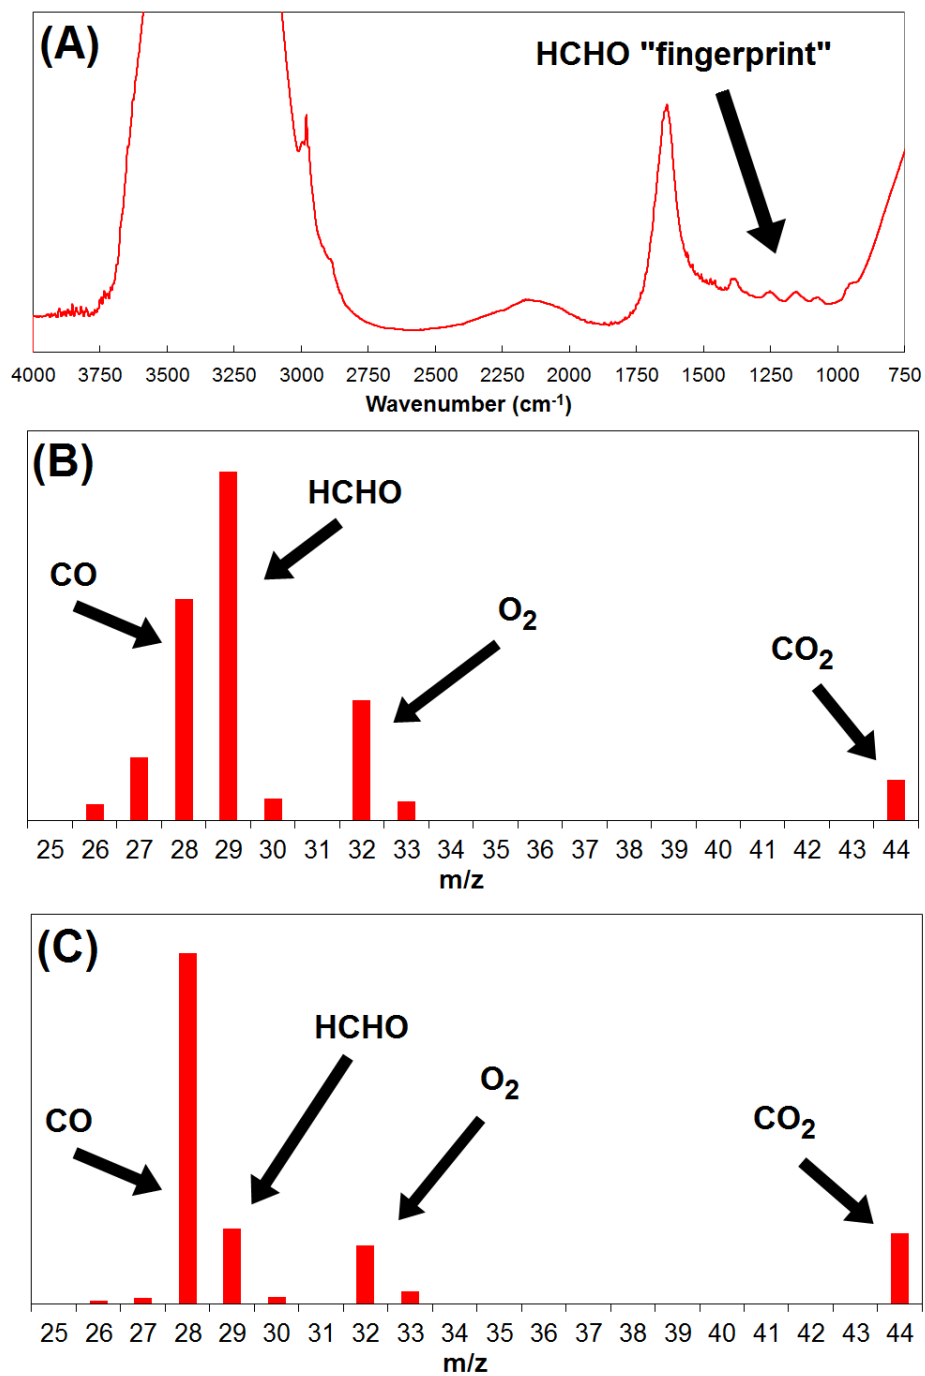 (A)
HCHO "fingerprint"
4000 3750 3500 3250 3000 2750 2500 2250 2000 1750 1500 1250 1000 750
Wavenumber (cm-1)
(B)
HCHO
CO
O2
CO2
25 26 27 28 29 30 31 32 33 34 35 36 37 38 39 40 41 42 43 44
m/z
(C)
HCHO
O2
CO
CO2
25 26 27 28 29 30 31 32 33 34 35 36 37 38 39 40 41 42 43 44
m/z